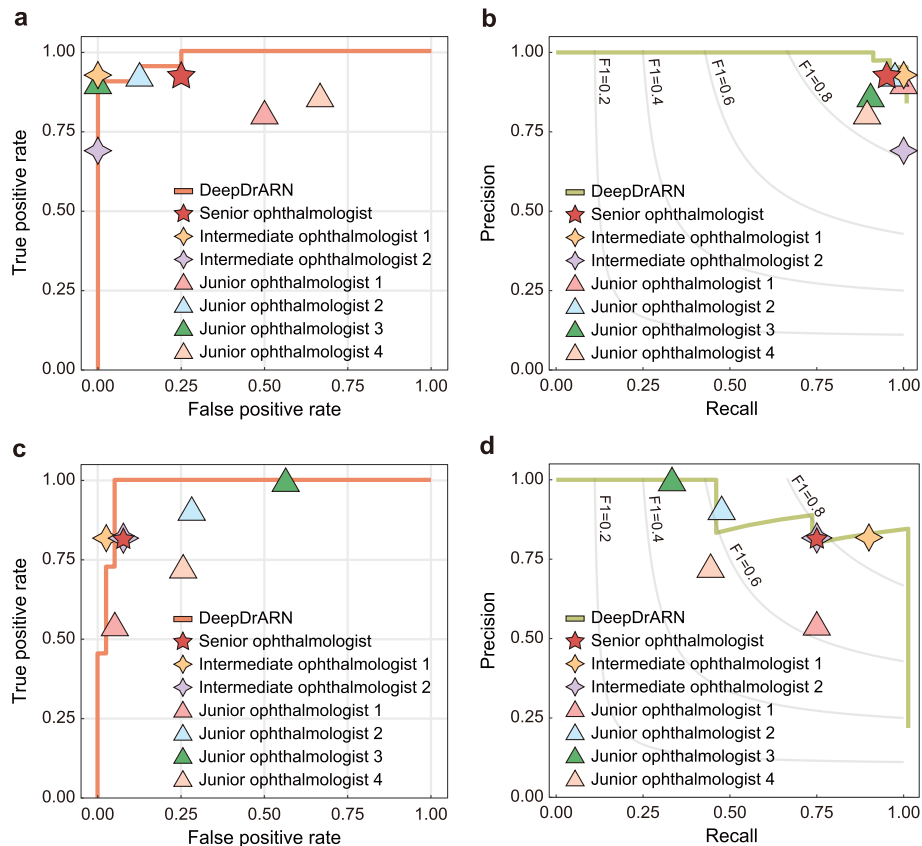 a
True positive rate
1.00
0.75
0.50
0.25
0.00
DeepDrARN
Senior ophthalmologist
Intermediate ophthalmologist 1
Intermediate ophthalmologist 2
Junior ophthalmologist 1
Junior ophthalmologist 2
Junior ophthalmologist 3
Junior ophthalmologist 4
0.00 0.25 0.50 0.75 1.00
False positive rate
b
Precision
1.00
0.75
0.50
0.25
0.00
F1=0.2
F1=0.4
F1=0.6
F1=0.8
DeepDrARN
Senior ophthalmologist
Intermediate ophthalmologist 1
Intermediate ophthalmologist 2
Junior ophthalmologist 1
Junior ophthalmologist 2
Junior ophthalmologist 3
Junior ophthalmologist 4
0.00 0.25 0.50 0.75 1.00
Recall
c
True positive rate
1.00
0.75
0.50
0.25
0.00
DeepDrARN
Senior ophthalmologist
Intermediate ophthalmologist 1
Intermediate ophthalmologist 2
Junior ophthalmologist 1
Junior ophthalmologist 2
Junior ophthalmologist 3
Junior ophthalmologist 4
0.00 0.25 0.50 0.75 1.00
False positive rate
d
Precision
1.00
0.75
0.50
0.25
0.00
F1=0.2
F1=0.4
F1=0.6
F1=0.8
DeepDrARN
Senior ophthalmologist
Intermediate ophthalmologist 1
Intermediate ophthalmologist 2
Junior ophthalmologist 1
Junior ophthalmologist 2
Junior ophthalmologist 3
Junior ophthalmologist 4
0.00 0.25 0.50 0.75 1.00
Recall